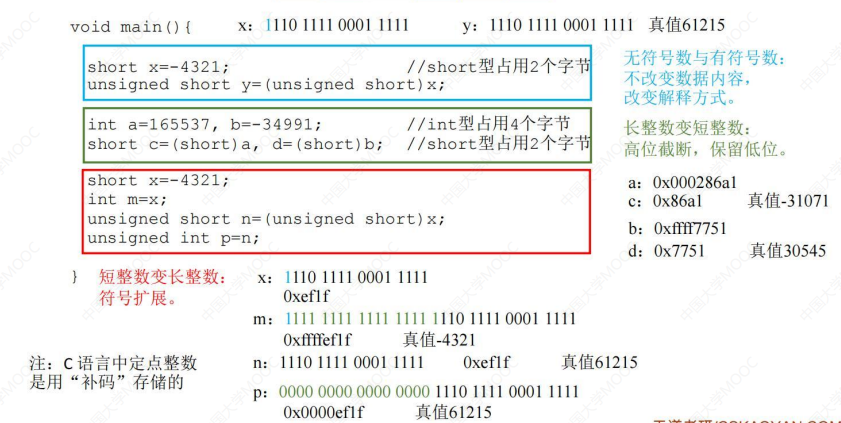 void main(){ x: 1110 1111 0001 1111 y: 1110 1111 0001 1111 真值61215
short x=-4321; //short型占用2个字节
unsigned short y=(unsigned short)x;
无符号数与有符号数:
不改变数据内容,
改变解释方式。
int a=165537, b=-34991; //int型占用4个字节
short c=(short)a, d=(short)b; //short型占用2个字节
长整数变短整数:
高位截断，保留低位。
short x=-4321;
int m=x;
unsigned short n=(unsigned short)x;
unsigned int p=n;
a: 0x000286a1
c: 0x86a1 真值-31071
b: 0xffff7751
d: 0x7751 真值30545
} 短整数变长整数:
符号扩展。
x: 1110 1111 0001 1111
0xef1f
m: 1111 1111 1111 1111 1110 1111 0001 1111
0xffffef1f 真值-4321
注: C 语言中定点整数
是用“补码”存储的
n: 1110 1111 0001 1111 0xef1f 真值61215
p: 0000 0000 0000 0000 1110 1111 0001 1111
0x0000ef1f 真值61215
中国大学MOOC